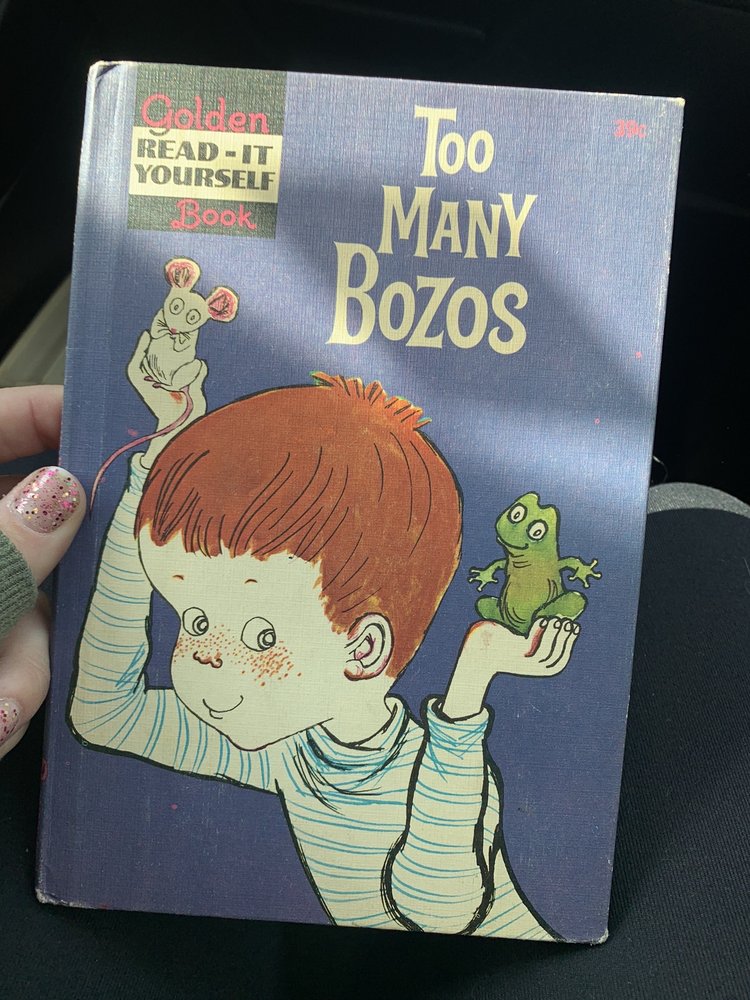 Golden
READ-IT
YOURSELF
Book
TOO
MANY
BOZOS
39¢